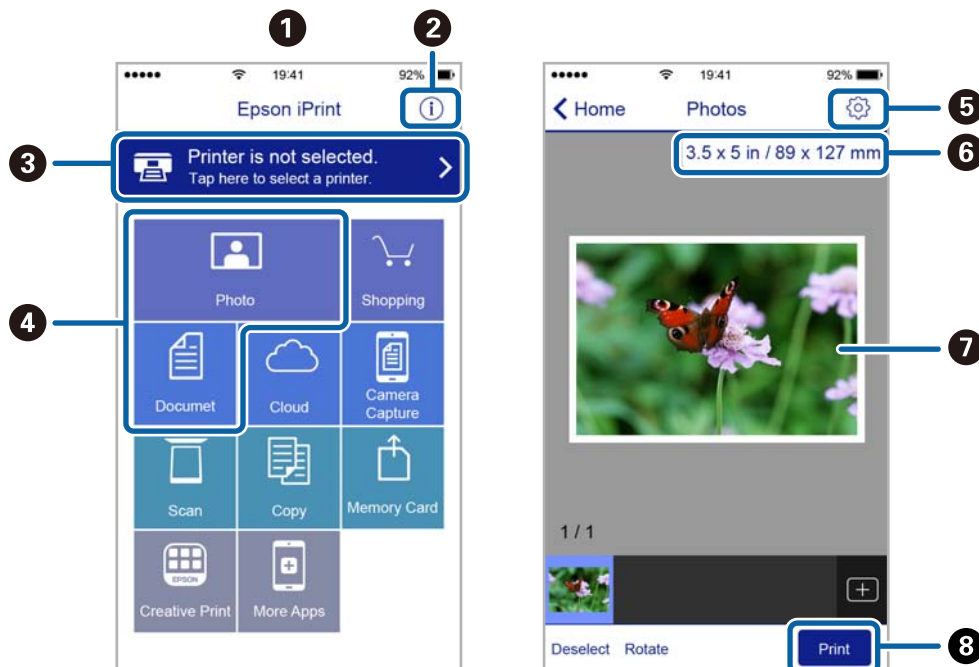 1
2
19:41
92%
Epson iPrint
3
Printer is not selected.
Tap here to select a printer.
4
Photo
Shopping
Documet
Cloud
Camera
Capture
Scan
Copy
Memory Card
EPSON
Creative Print
More Apps
19:41
92%
Home
Photos
5
3.5 x 5 in / 89 x 127 mm
6
7
1 / 1
Deselect
Rotate
Print
8